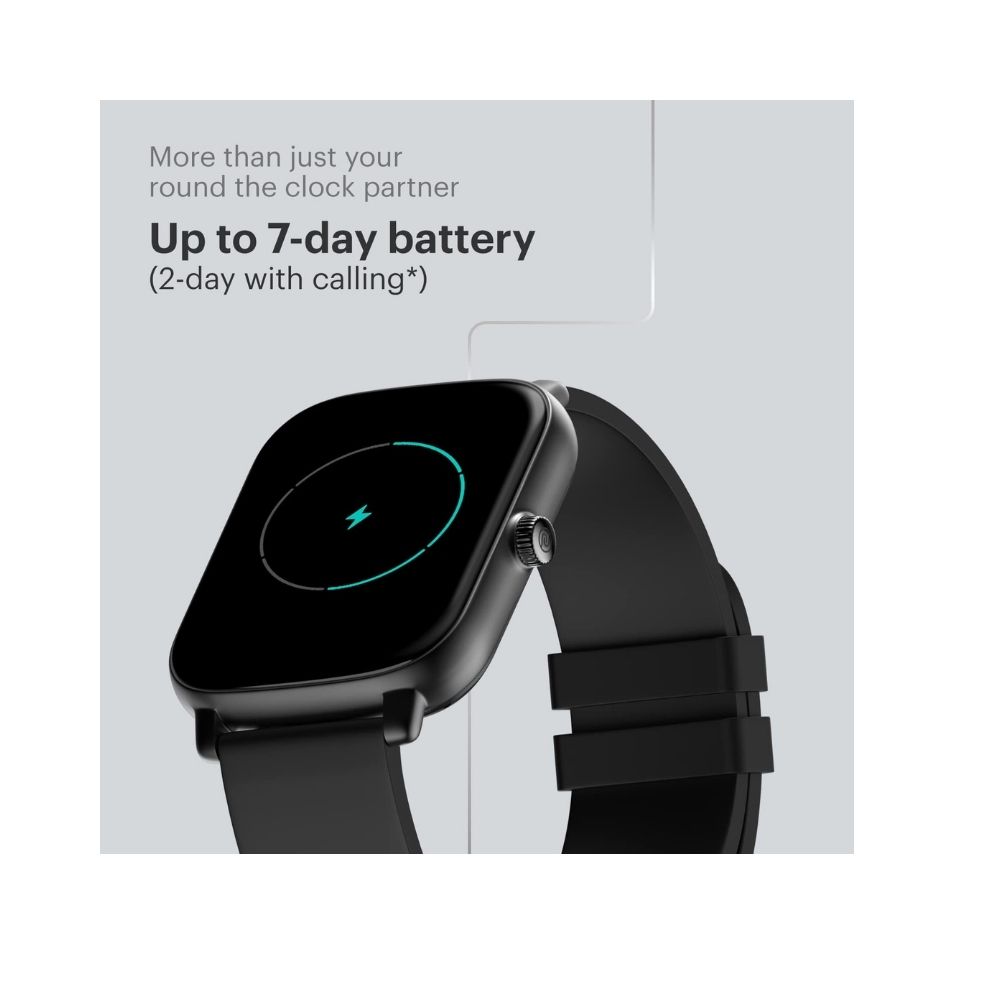 More than just your
round the clock partner
Up to 7-day battery
(2-day with calling*)